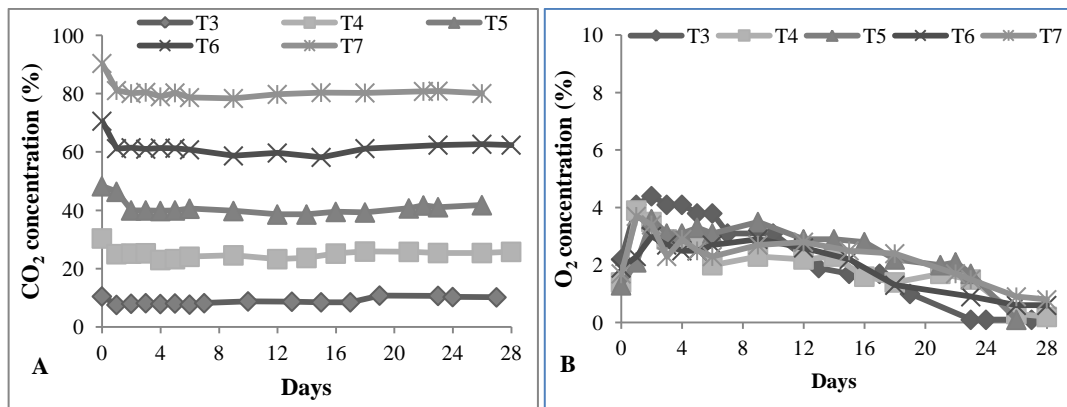 T3 T4 T5
T6 T7
100
80
60
40
20
0
CO₂ concentration (%)
0 4 8 12 16 20 24 28
A
Days
T3 T4 T5 T6 T7
10
8
6
4
2
0
O₂ concentration (%)
0 4 8 12 16 20 24 28
B
Days